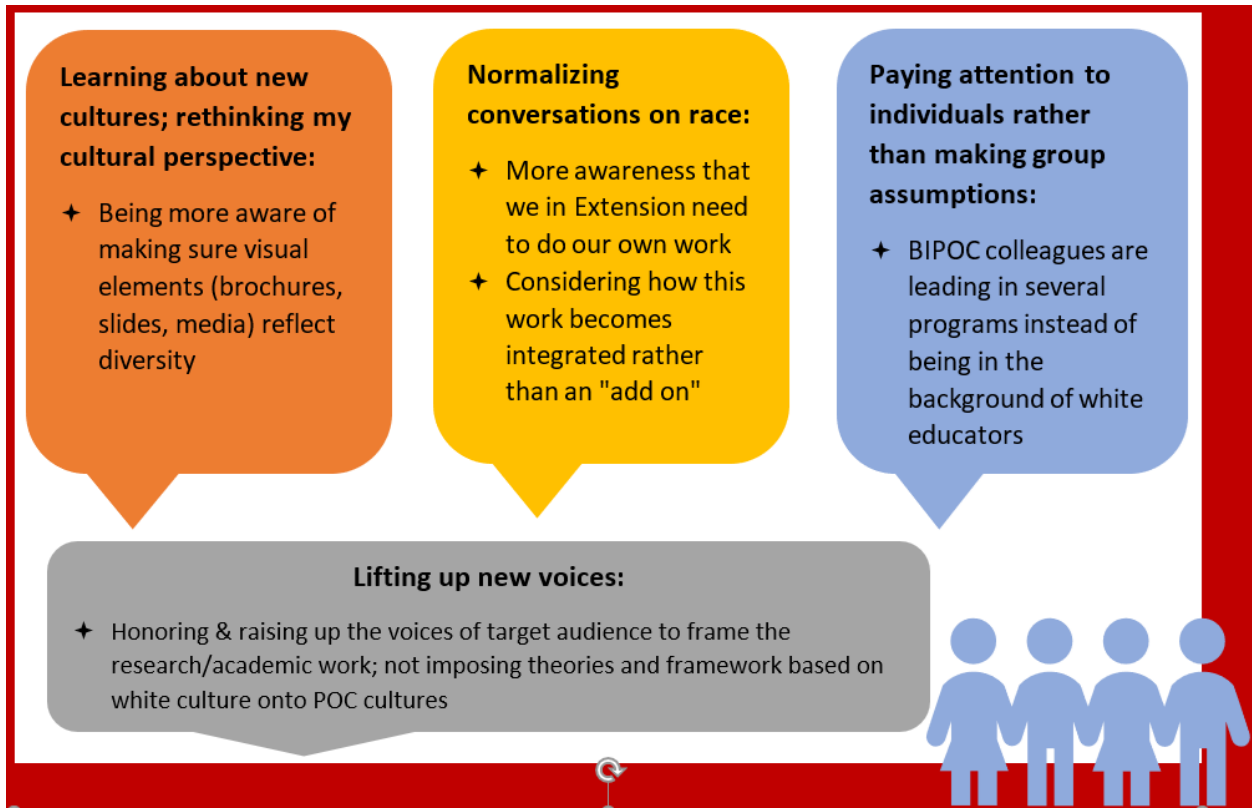 Learning about new
cultures; rethinking my
cultural perspective:
✦ Being more aware of
making sure visual
elements (brochures,
slides, media) reflect
diversity
Normalizing
conversations on race:
✦ More awareness that
we in Extension need
to do our own work
✦ Considering how this
work becomes
integrated rather
than an "add on"
Paying attention to
individuals rather
than making group
assumptions:
✦ BIPOC colleagues are
leading in several
programs instead of
being in the
background of white
educators
Lifting up new voices:
✦ Honoring & raising up the voices of target audience to frame the
research/academic work; not imposing theories and framework based on
white culture onto POC cultures